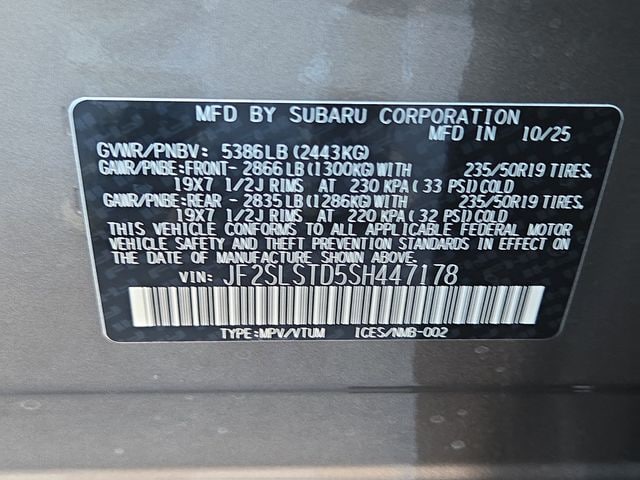 MFD BY SUBARU CORPORATION
MFD IN 10/25
GVWR/PNBV: 5386LB(2443KG)
GAWR/PNBE:FRONT-2866LB(1300KG)WITH 235/50R19 TIRES.
19X7 1/2J RIMS AT 230 KPA(33 PSI)COLD
GAWR/PNBE:REAR -2835LB(1286KG)WITH 235/50R19 TIRES.
19X7 1/2J RIMS AT 220 KPA(32 PSI)COLD
THIS VEHICLE CONFORMS TO ALL APPLICABLE FEDERAL MOTOR
VEHICLE SAFETY AND THEFT PREVENTION STANDARDS IN EFFECT ON
THE DATE OF MANUFACTURE SHOWN ABOVE.
VIN: JF2SLSTD5SH447178
TYPE:MPV/VTUM ICES/NMB-002